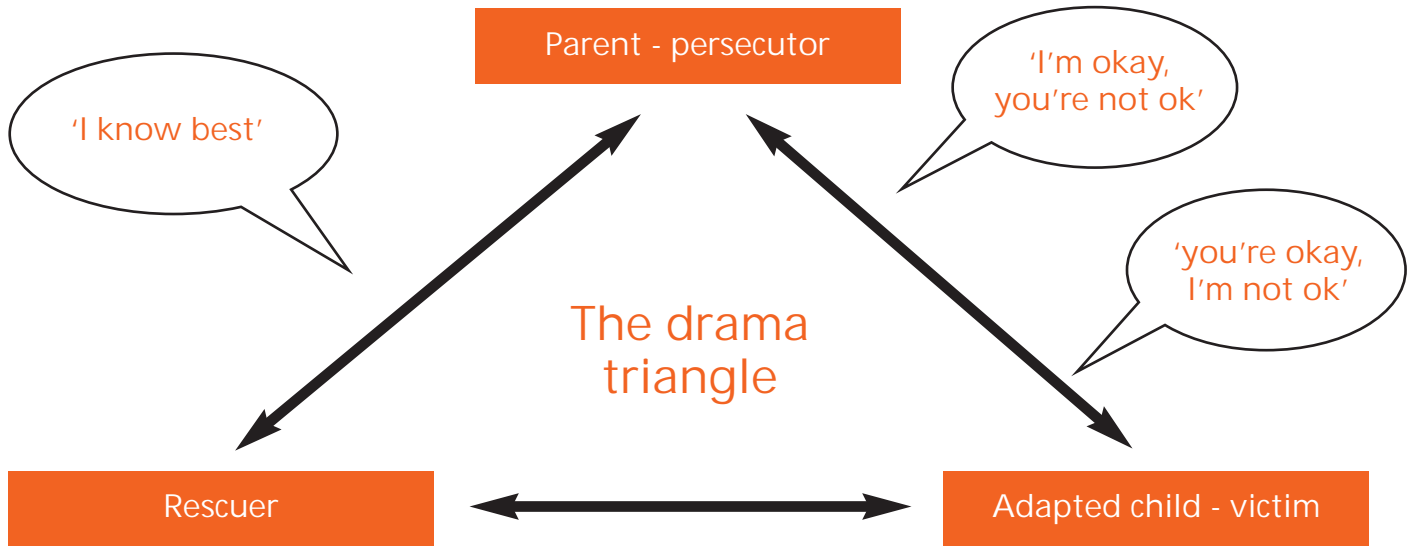 Parent - persecutor
‘I'm okay,
you're not ok’
‘I know best’
‘you're okay,
I'm not ok’
The drama
triangle
Rescuer
Adapted child - victim